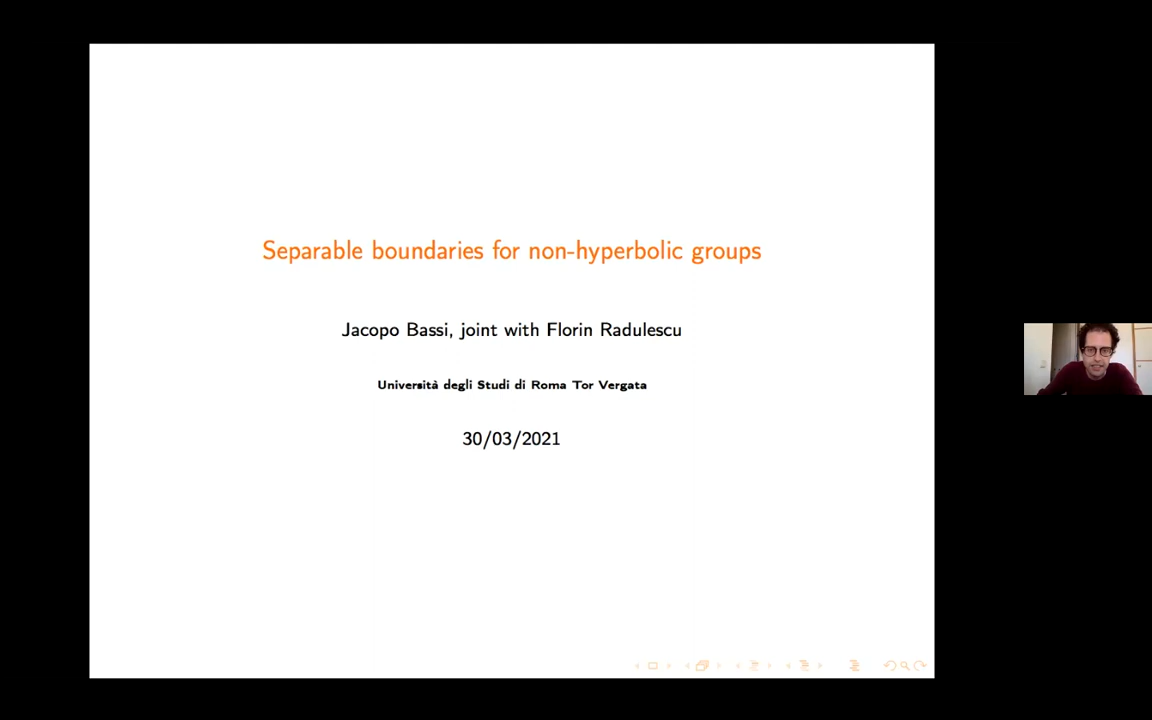 Separable boundaries for non-hyperbolic groups
Jacopo Bassi, joint with Florin Radulescu
Università degli Studi di Roma Tor Vergata
30/03/2021